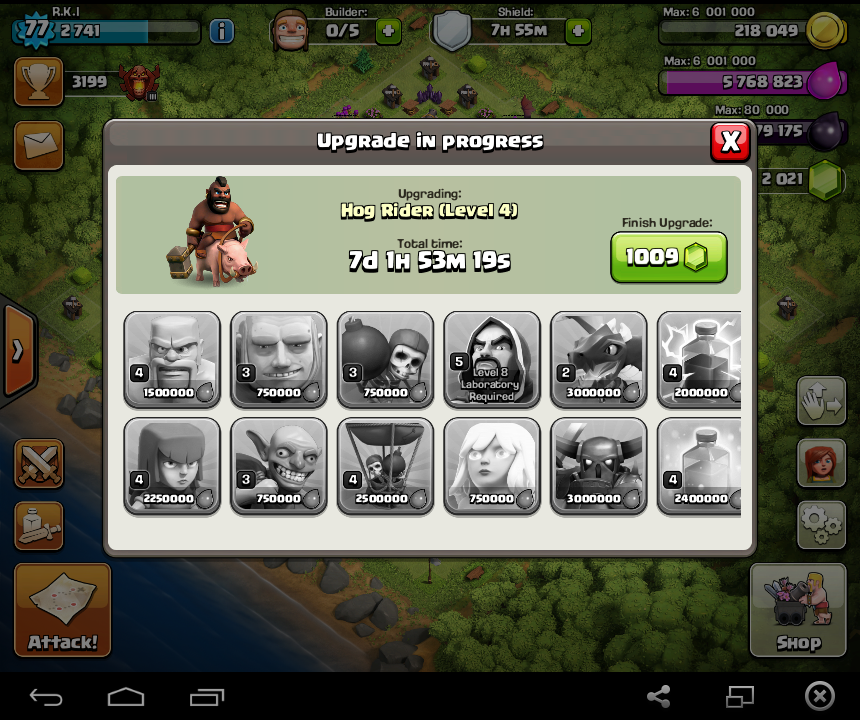 R.K.I
77
2 741
Builder:
0/5
Shield:
7h 55m
Max: 6 001 000
218 049
3199
III
Max: 6 001 000
5 768 823
Max: 80 000
79 175
2 021
Upgrade in progress
X
Upgrading:
Hog Rider (Level 4)
Total time:
7d 1h 53m 19s
Finish Upgrade:
1009
4
1500000
3
750000
3
750000
5
Level 8
Laboratory
Required
2
3000000
4
2000000
4
2250000
3
750000
4
2500000
750000
3000000
4
2400000
Attack!
Shop